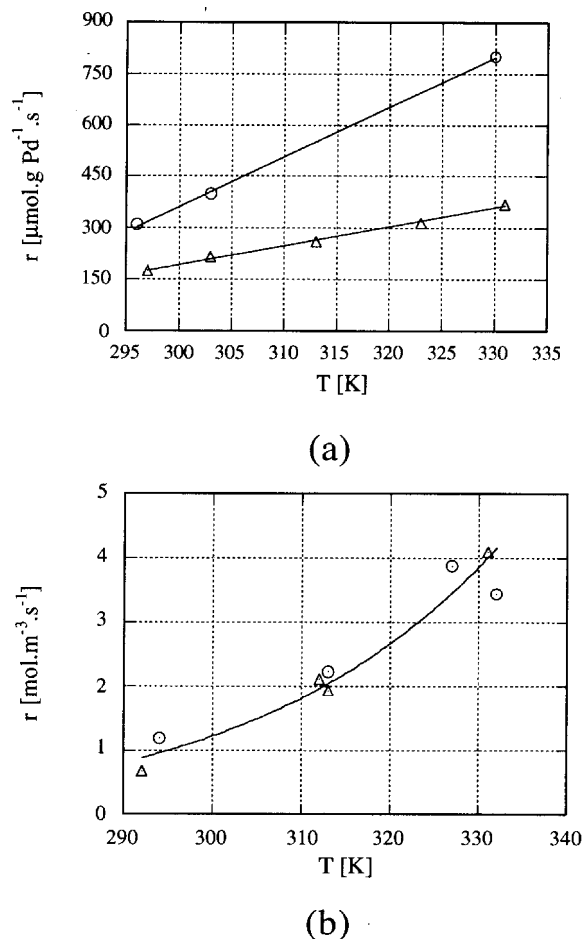 900
750
600
450
300
150
0
r [μmol.g Pd⁻¹.s⁻¹]
295 300 305 310 315 320 325 330 335
T [K]
(a)
5
4
3
2
1
0
r [mol.m⁻³.s⁻¹]
290 300 310 320 330 340
T [K]
(b)